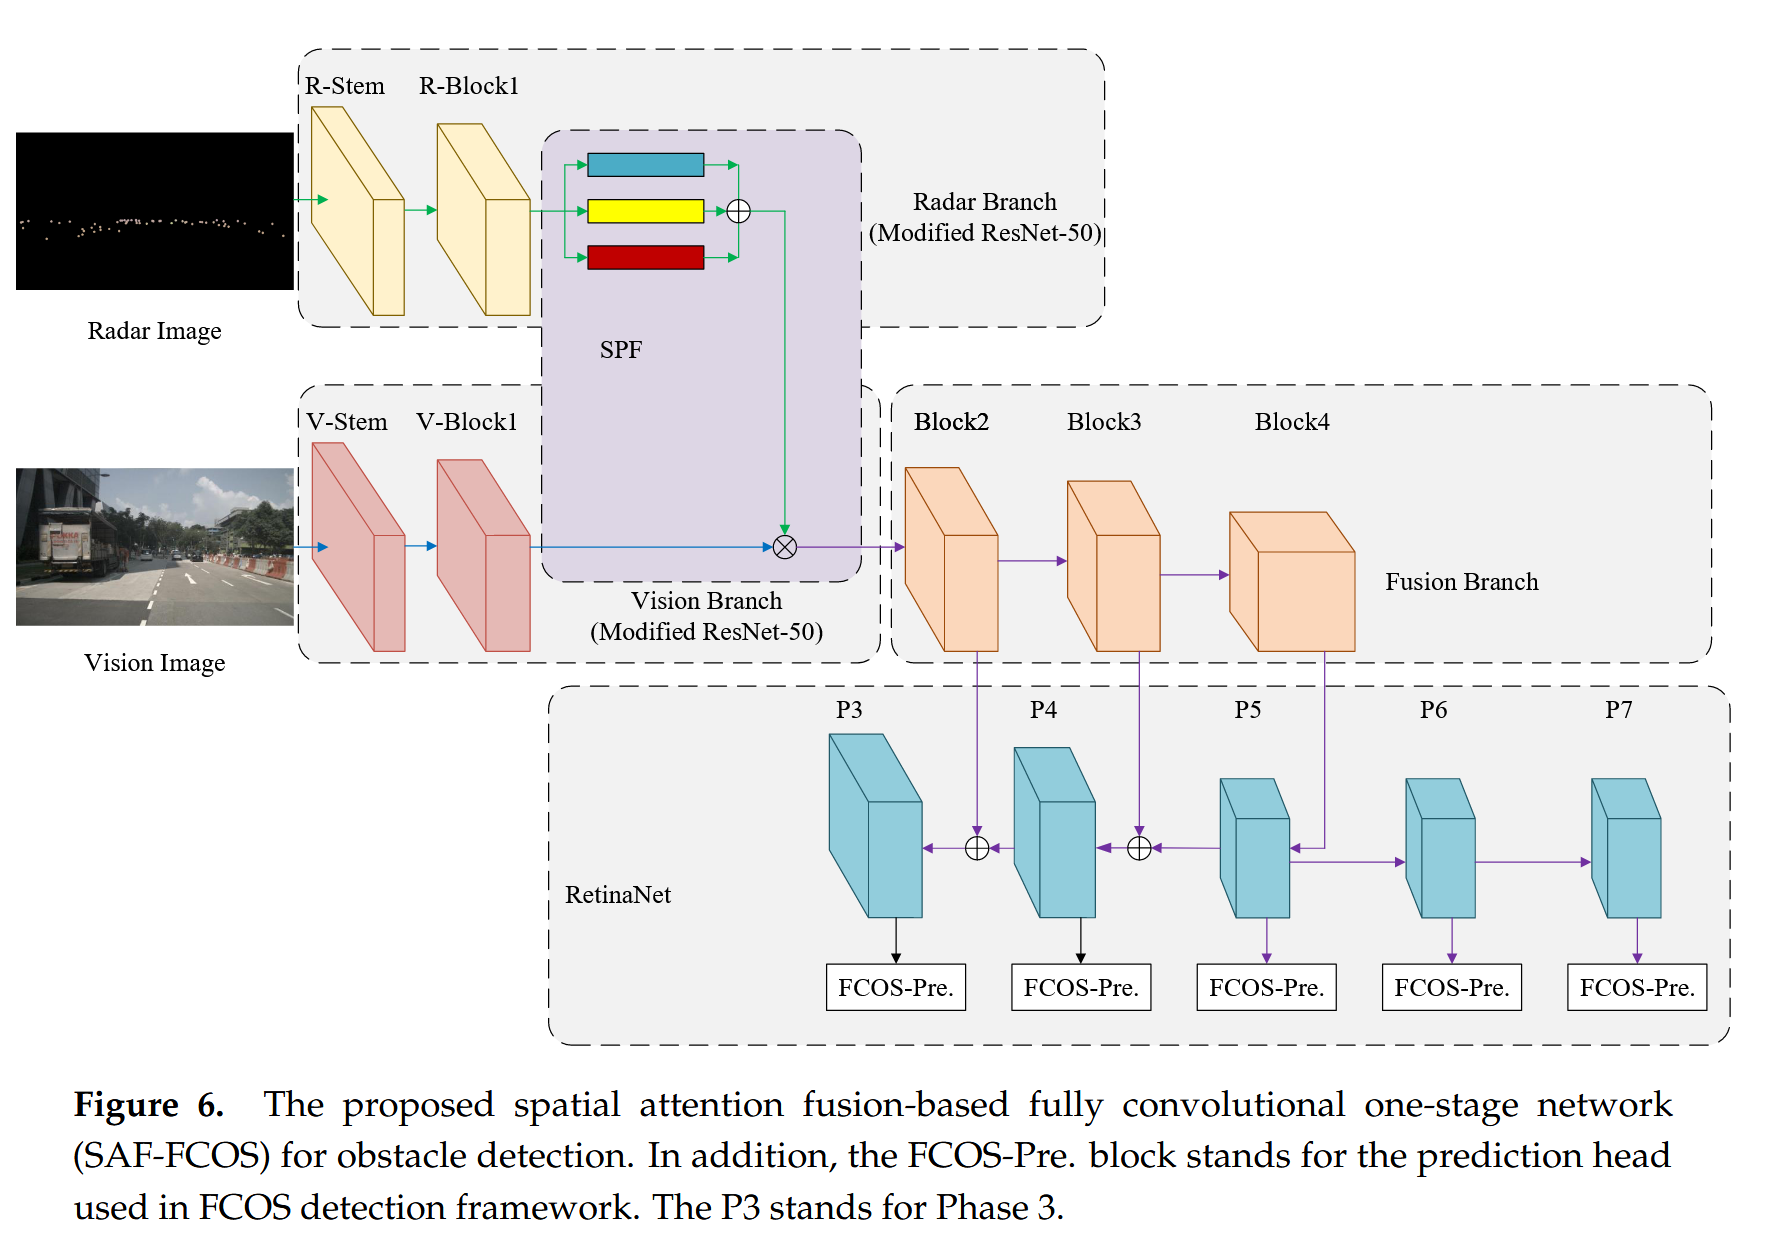 R-Stem R-Block1
Radar Branch
(Modified ResNet-50)
Radar Image
SPF
V-Stem V-Block1 Block2 Block3 Block4
Fusion Branch
Vision Branch
(Modified ResNet-50)
Vision Image
P3 P4 P5 P6 P7
RetinaNet
FCOS-Pre. FCOS-Pre. FCOS-Pre. FCOS-Pre. FCOS-Pre.
Figure 6. The proposed spatial attention fusion-based fully convolutional one-stage network
(SAF-FCOS) for obstacle detection. In addition, the FCOS-Pre. block stands for the prediction head
used in FCOS detection framework. The P3 stands for Phase 3.